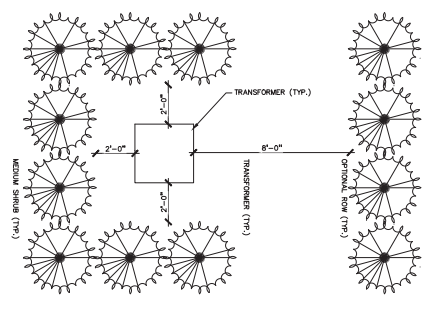 2'-0"
TRANSFORMER (TYP.)
2'-0"
8'-0"
MEDIUM SHRUB (TYP.)
TRANSFORMER (TYP.)
OPTIONAL ROW (TYP.)
2'-0"